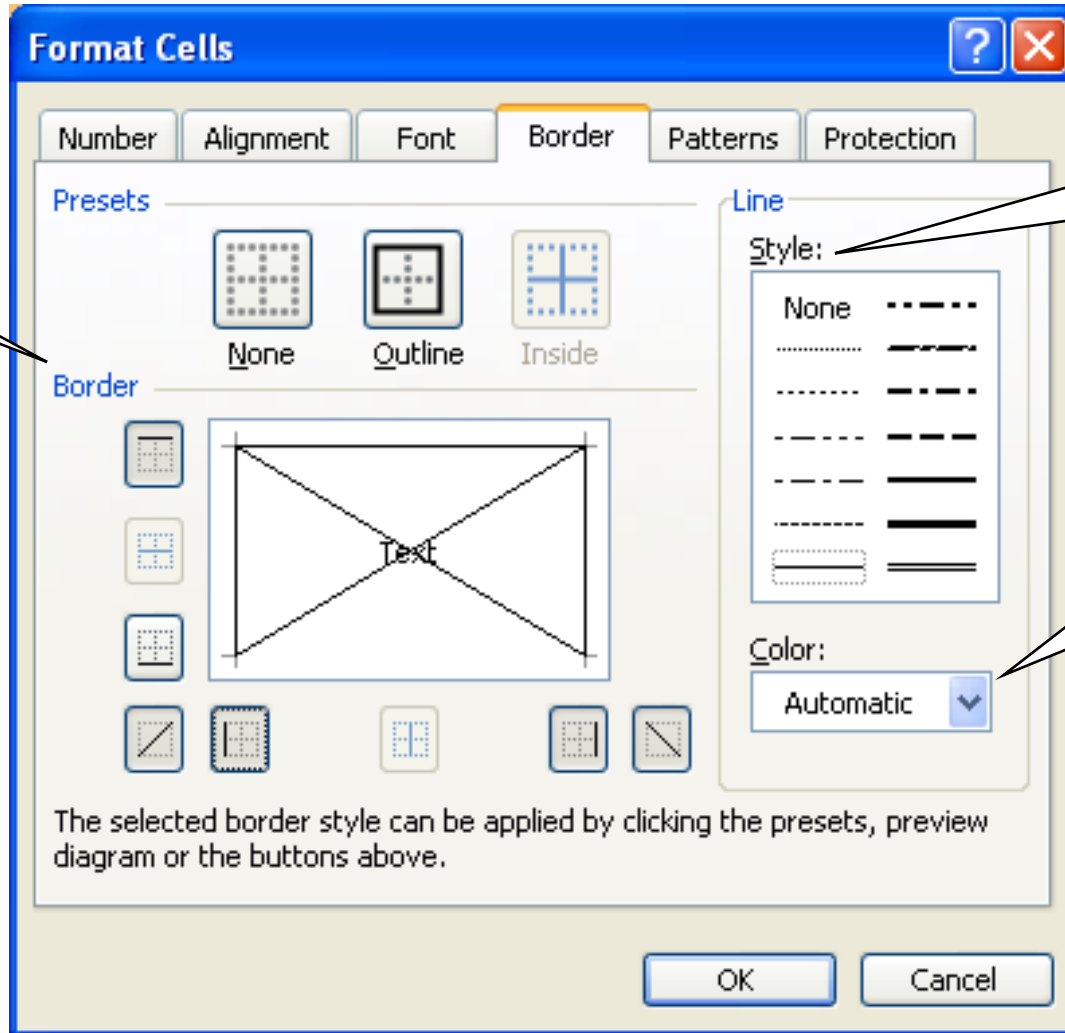 Format Cells
Number Alignment Font Border Patterns Protection
Presets
None Outline Inside
Border
Text
Line
Style:
None
Color:
Automatic
The selected border style can be applied by clicking the presets, preview
diagram or the buttons above.
OK Cancel